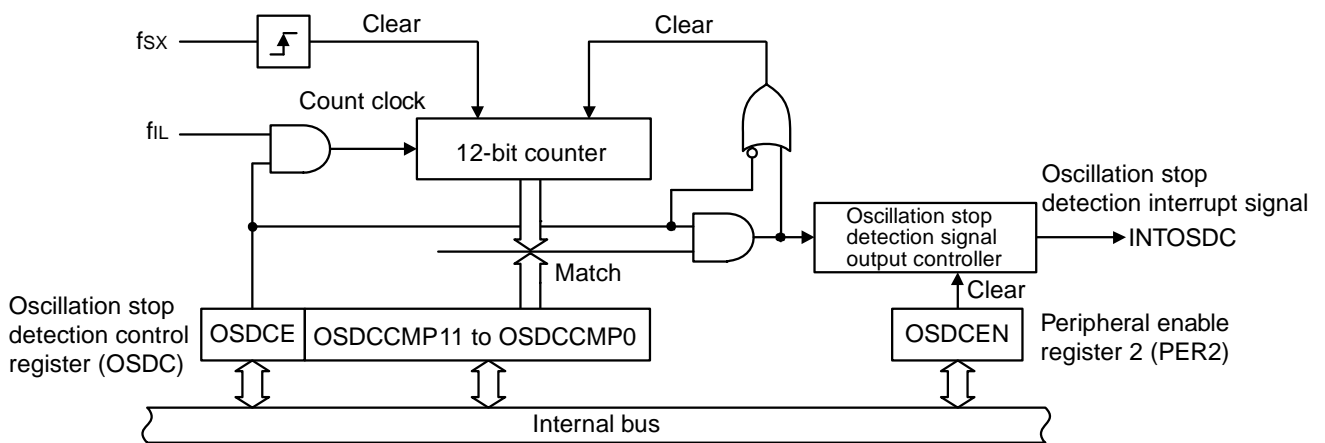 fSX
Clear
Clear
Count clock
fIL
12-bit counter
Oscillation stop
detection interrupt signal
INTOSDC
Oscillation stop
detection signal
output controller
Match
Clear
Oscillation stop
detection control
register (OSDC)
OSDCE
OSDCCMP11 to OSDCCMP0
OSDCEN
Peripheral enable
register 2 (PER2)
Internal bus